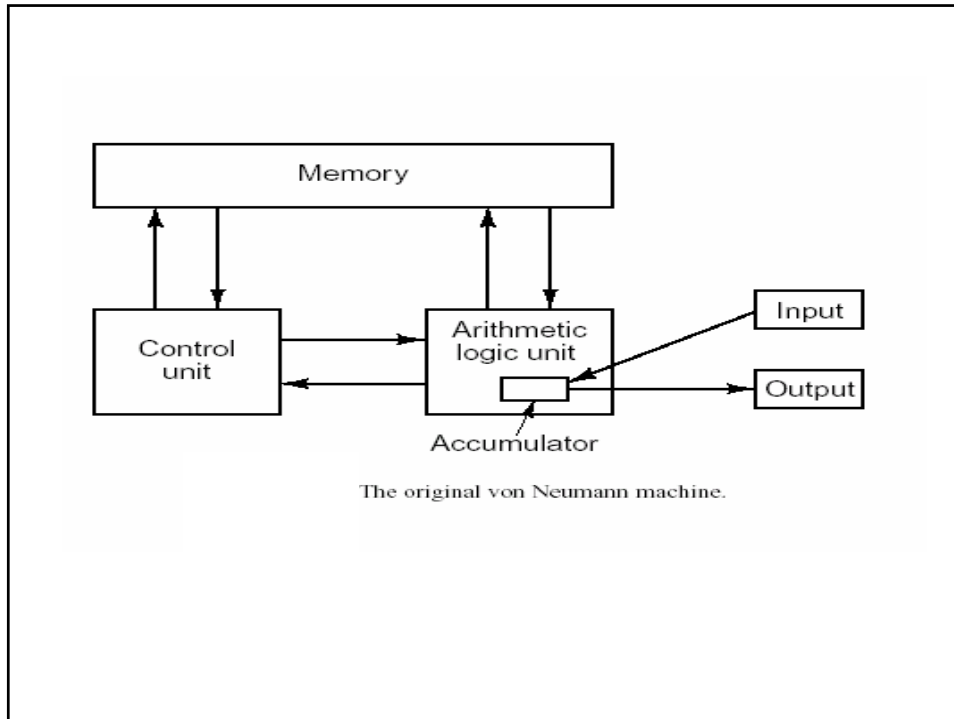 Memory
Control
unit
Arithmetic
logic unit
Input
Output
Accumulator
The original von Neumann machine.